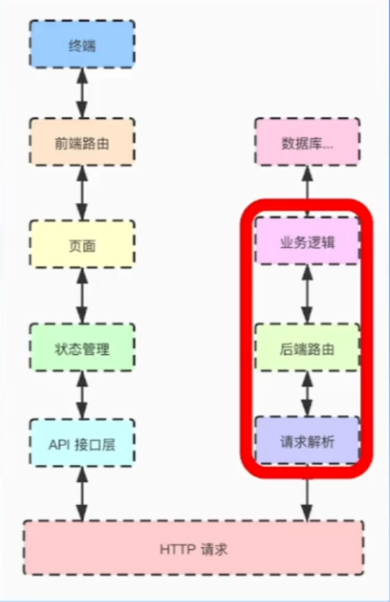 终端
前端路由
页面
状态管理
API 接口层
数据库...
业务逻辑
后端路由
请求解析
HTTP 请求